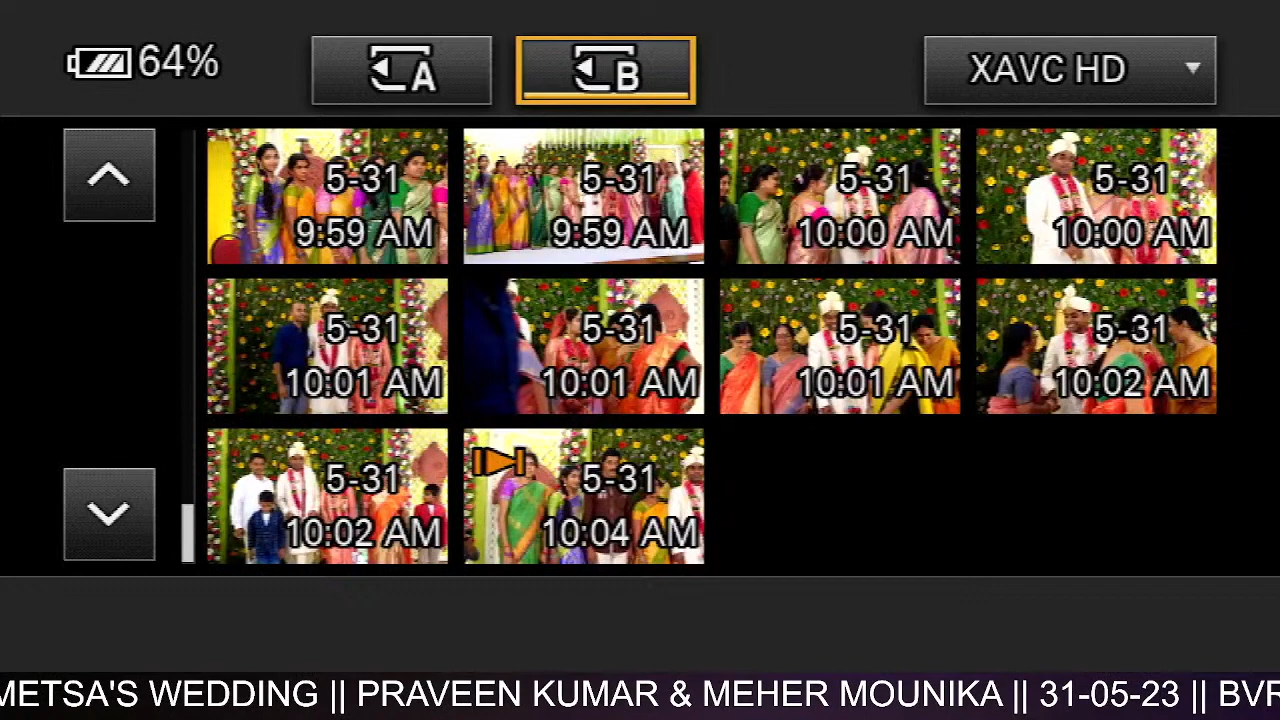 64%
A
B
XAVC HD
5-31
9:59 AM
5-31
9:59 AM
5-31
10:00 AM
5-31
10:00 AM
5-31
10:01 AM
5-31
10:01 AM
5-31
10:01 AM
5-31
10:02 AM
5-31
10:02 AM
5-31
10:04 AM
METSA'S WEDDING || PRAVEEN KUMAR & MEHER MOUNIKA || 31-05-23 || BVR